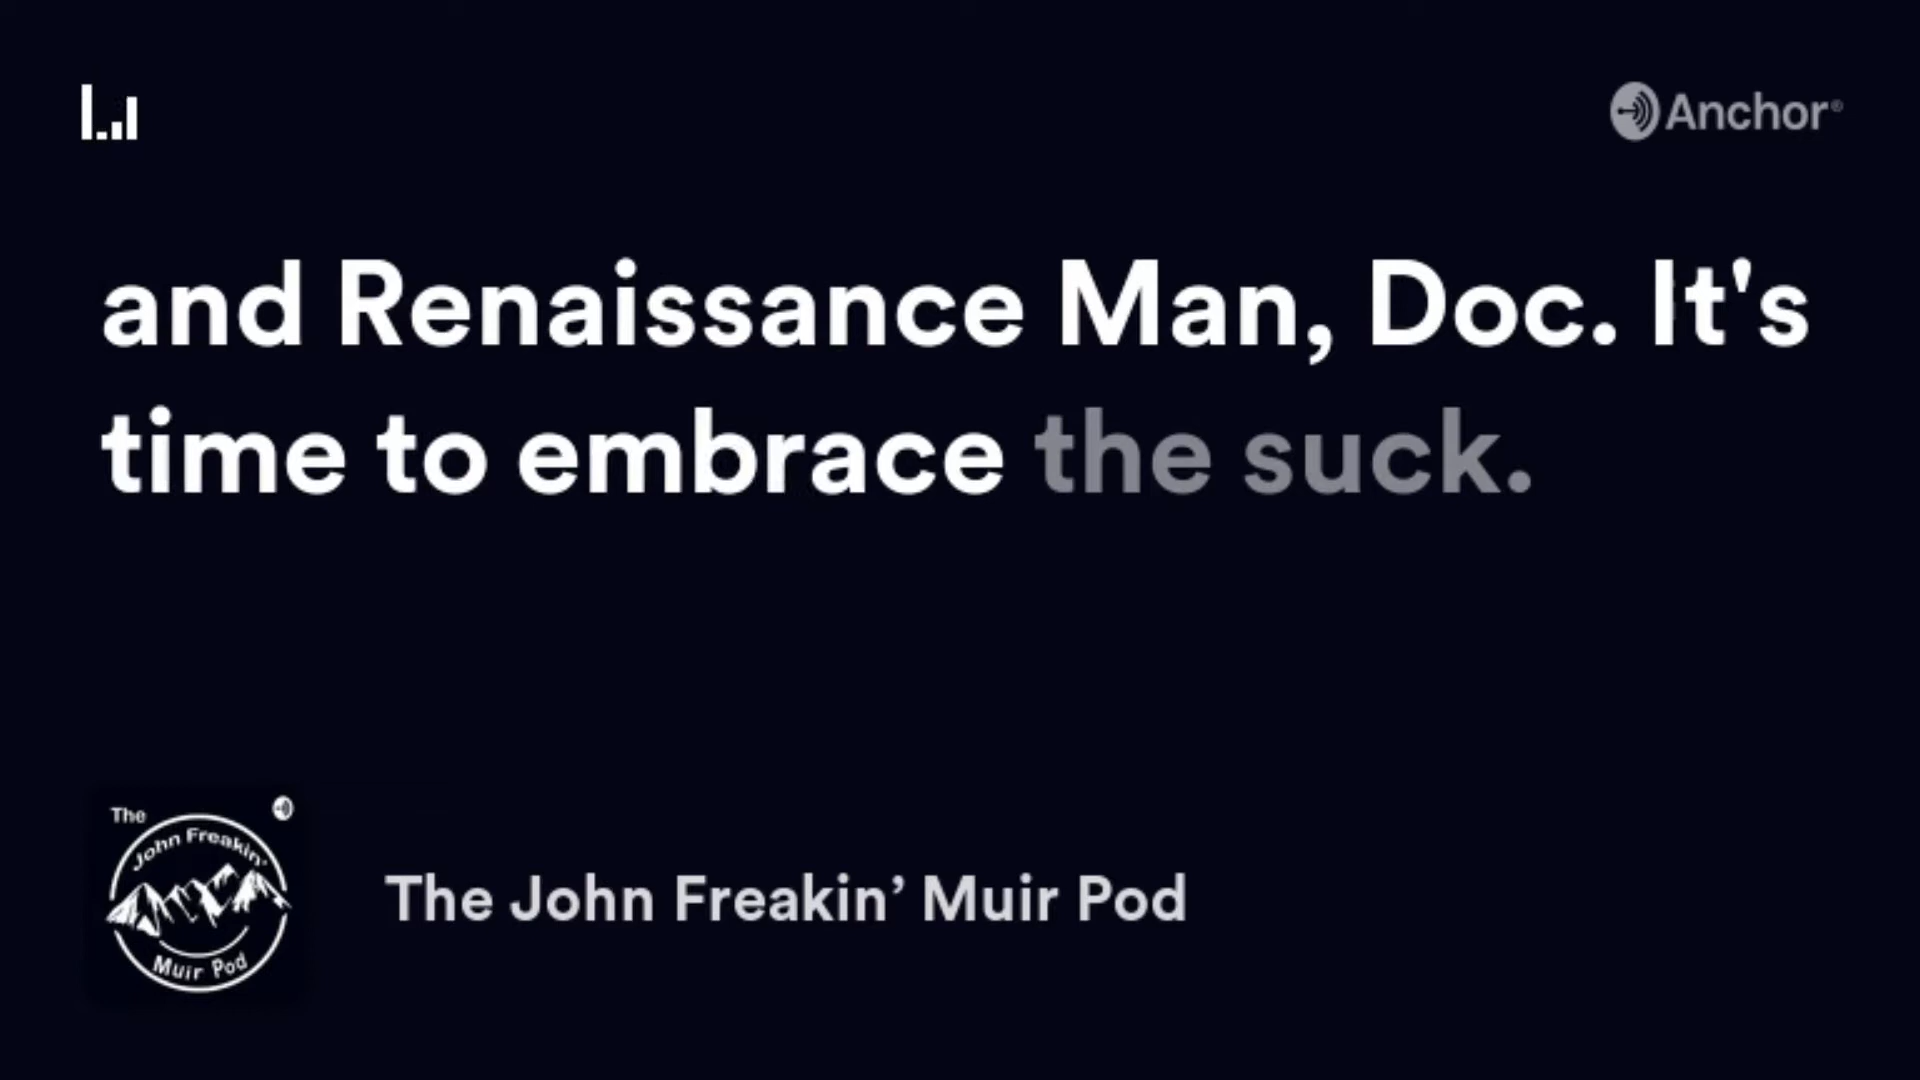 Anchor®
and Renaissance Man, Doc. It's
time to embrace the suck.
The
John Freakin'
Muir Pod
The John Freakin’ Muir Pod